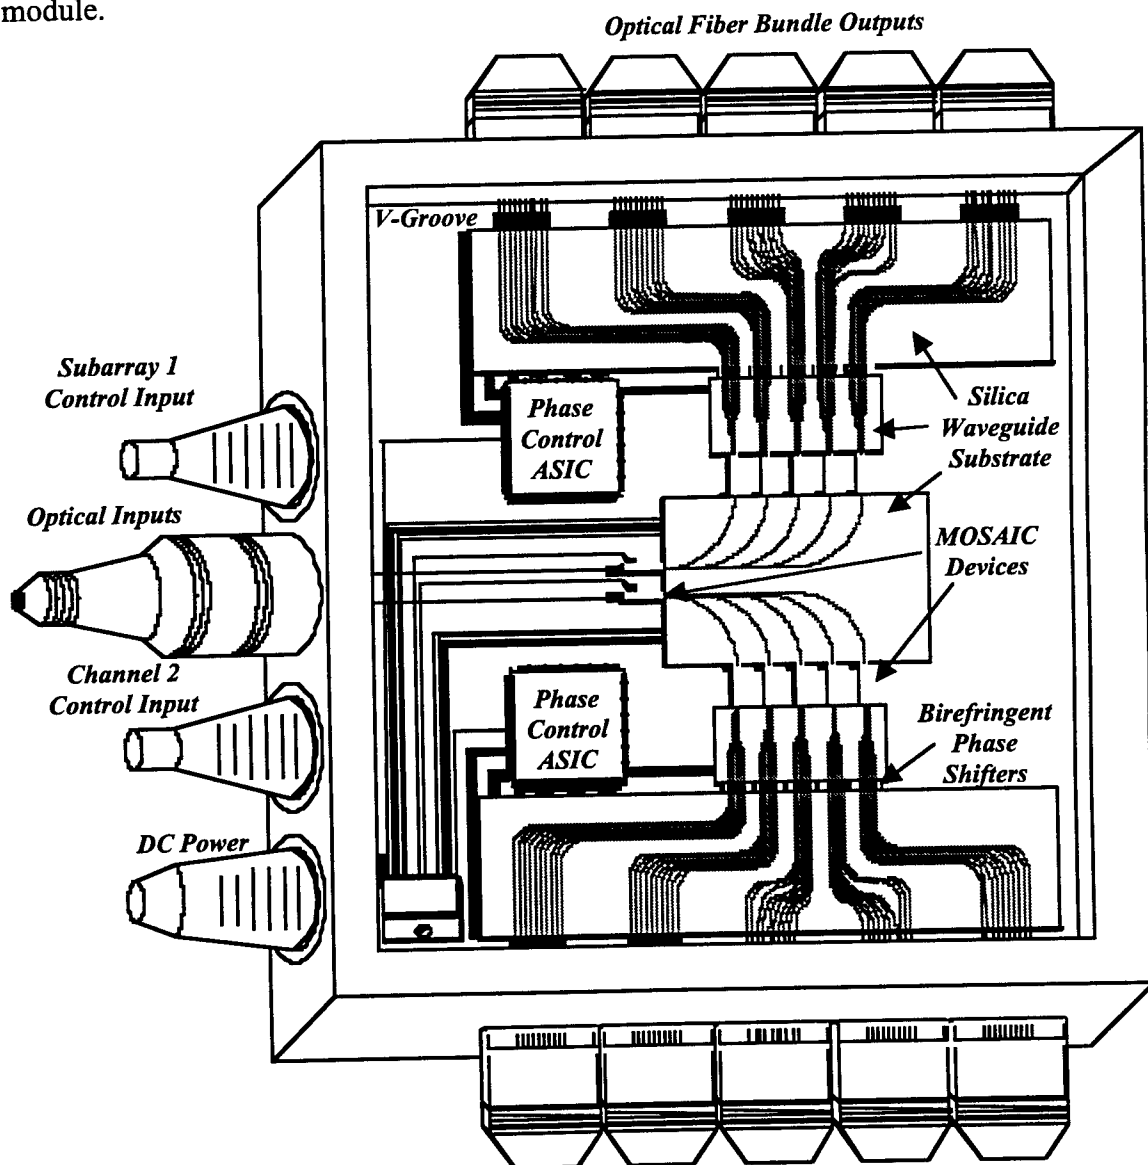 module.
Optical Fiber Bundle Outputs
V-Groove
Subarray 1
Control Input
Phase
Control
ASIC
Silica
Waveguide
Substrate
Optical Inputs
MOSAIC
Devices
Channel 2
Control Input
Phase
Control
ASIC
Birefringent
Phase
Shifters
DC Power